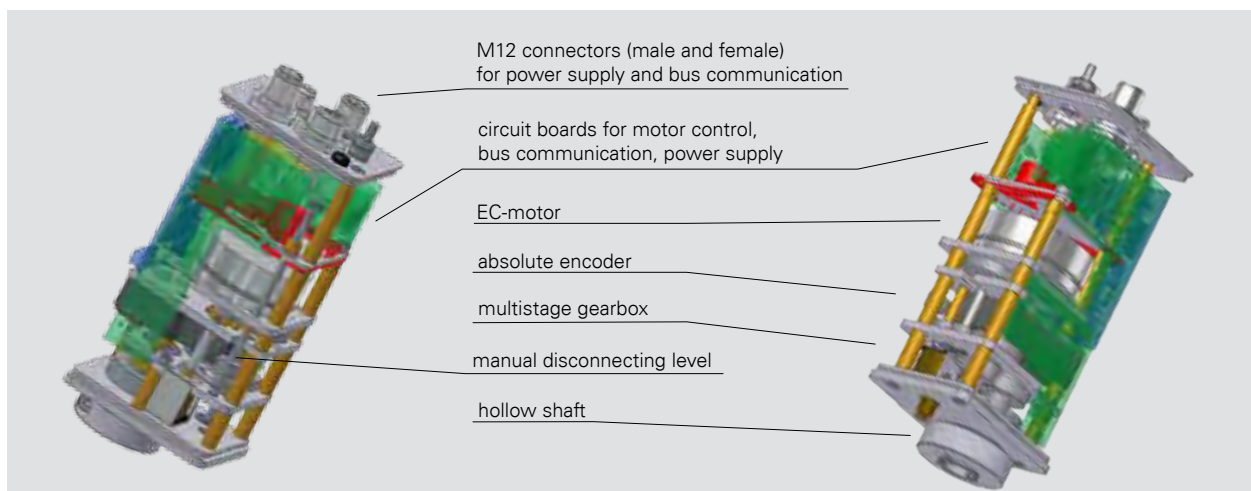 M12 connectors (male and female)
for power supply and bus communication
circuit boards for motor control,
bus communication, power supply
EC-motor
absolute encoder
multistage gearbox
manual disconnecting level
hollow shaft